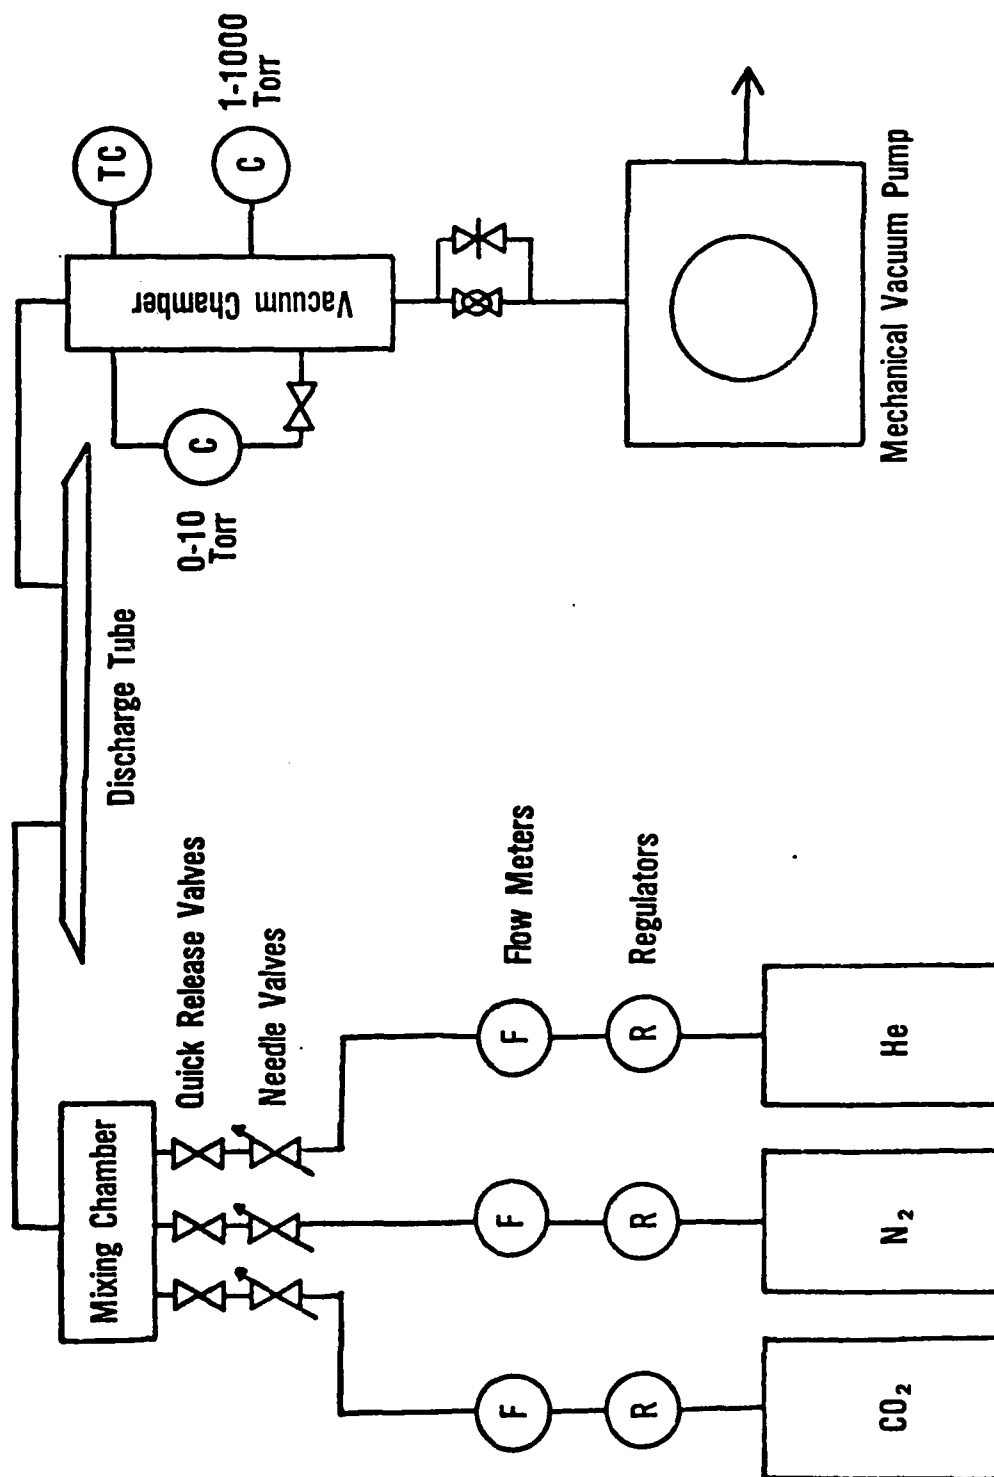 Mixing Chamber
Quick Release Valves
Needle Valves
F
F
F
Flow Meters
R
R
R
Regulators
CO₂
N₂
He
Discharge Tube
0-10
Torr
C
Vacuum Chamber
TC
C
1-1000
Torr
Mechanical Vacuum Pump